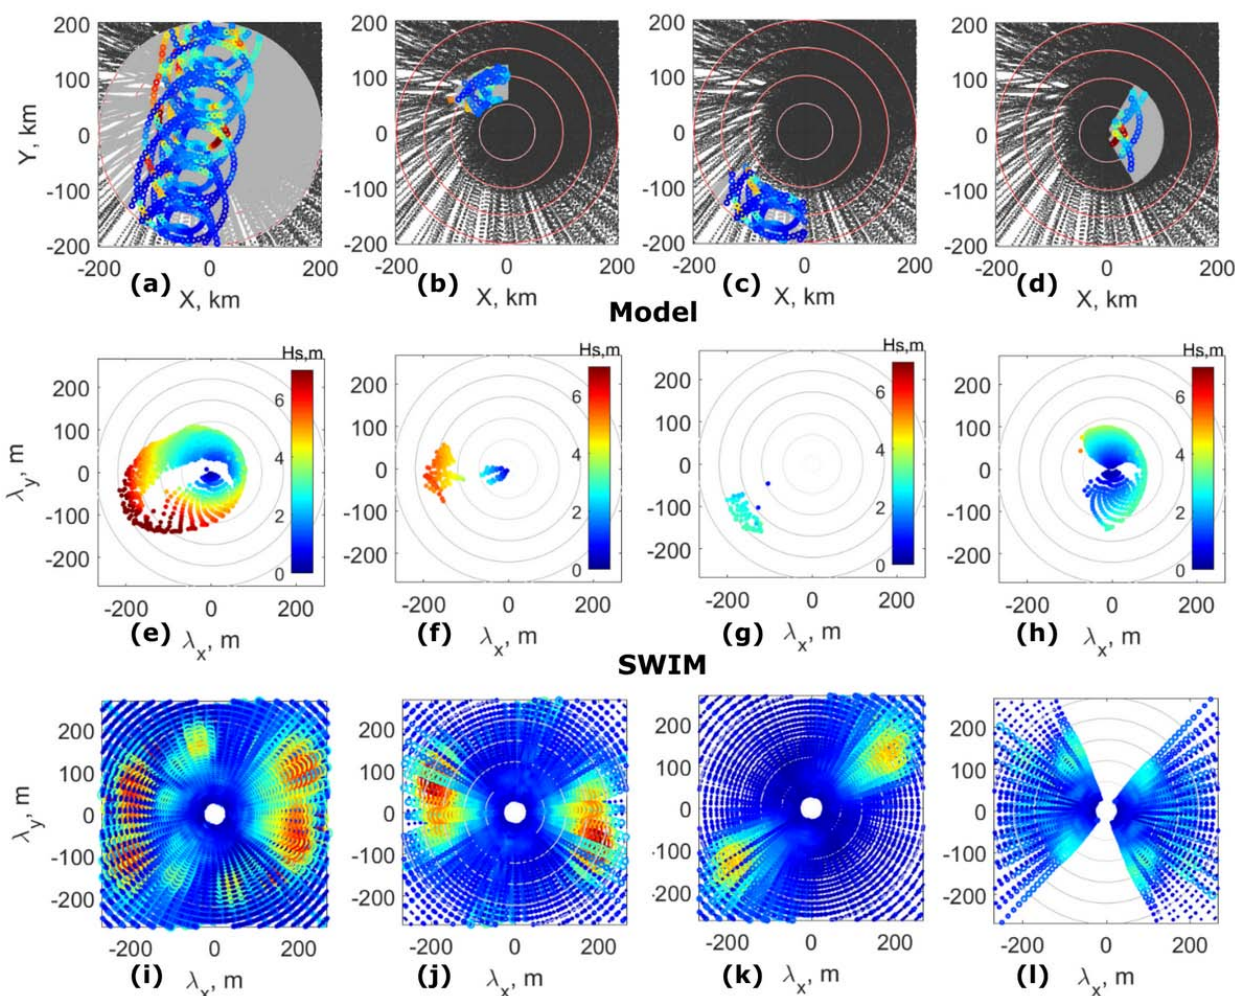 200
100
0
-100
-200
Y, km
-200 0 200
(a)
X, km
200
100
0
-100
-200
-200 0 200
(b)
X, km
200
100
0
-100
-200
-200 0 200
(c)
X, km
200
100
0
-100
-200
-200 0 200
(d)
X, km
Model
Hs,m
6
4
2
0
200
100
0
-100
-200
λy, m
-200 0 200
(e)
λx, m
Hs,m
6
4
2
0
200
100
0
-100
-200
-200 0 200
(f)
λx, m
Hs,m
6
4
2
0
200
100
0
-100
-200
-200 0 200
(g)
λx, m
Hs,m
6
4
2
0
200
100
0
-100
-200
-200 0 200
(h)
λx, m
SWIM
200
100
0
-100
-200
λy, m
-200 0 200
(i)
λx, m
200
100
0
-100
-200
-200 0 200
(j)
λx, m
200
100
0
-100
-200
-200 0 200
(k)
λx, m
200
100
0
-100
-200
-200 0 200
(l)
λx, m